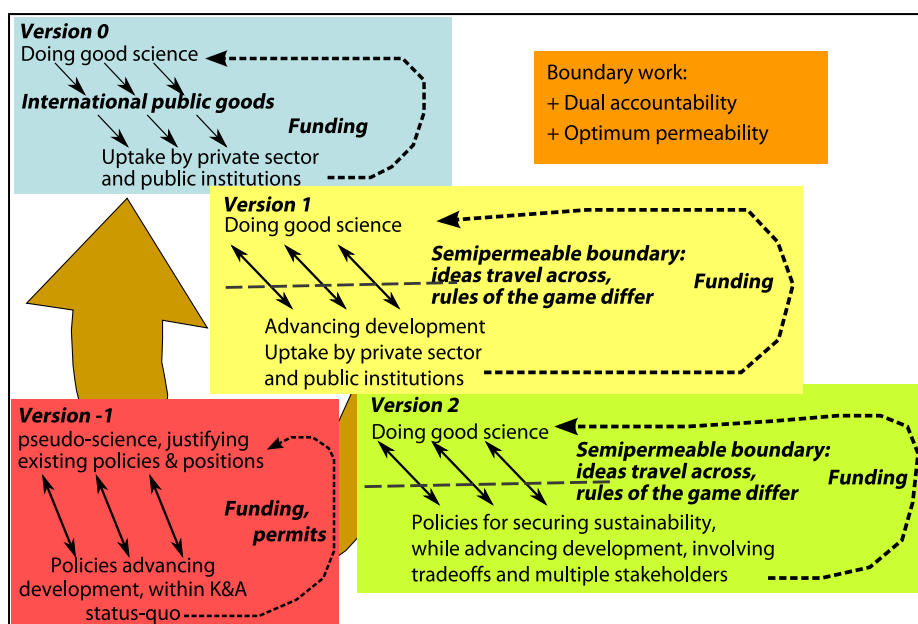 Version 0
Doing good science
International public goods
Funding
Uptake by private sector
and public institutions
Boundary work:
+ Dual accountability
+ Optimum permeability
Version 1
Doing good science
Semipermeable boundary:
ideas travel across,
rules of the game differ
Funding
Advancing development
Uptake by private sector
and public institutions
Version -1
pseudo-science, justifying
existing policies & positions
Funding,
permits
Policies advancing
development, within K&A
status-quo
Version 2
Doing good science
Semipermeable boundary:
ideas travel across,
rules of the game differ
Funding
Policies for securing sustainability,
while advancing development, involving
tradeoffs and multiple stakeholders